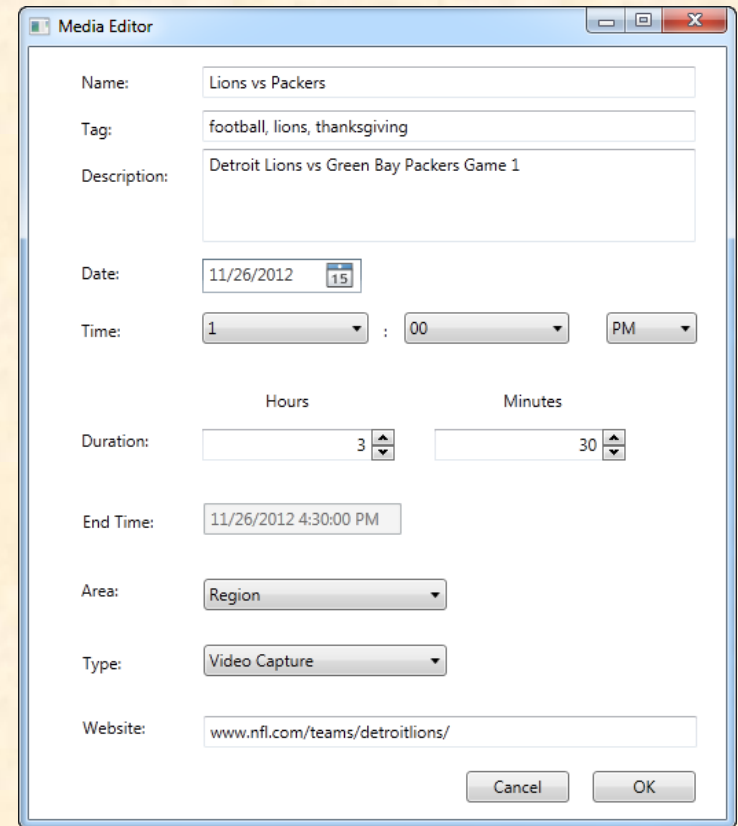 Media Editor
Name: Lions vs Packers
Tag: football, lions, thanksgiving
Description: Detroit Lions vs Green Bay Packers Game 1
Date: 11/26/2012 15
Time: 1 : 00 PM
Hours Minutes
Duration: 3 30
End Time: 11/26/2012 4:30:00 PM
Area: Region
Type: Video Capture
Website: www.nfl.com/teams/detroitlions/
Cancel OK